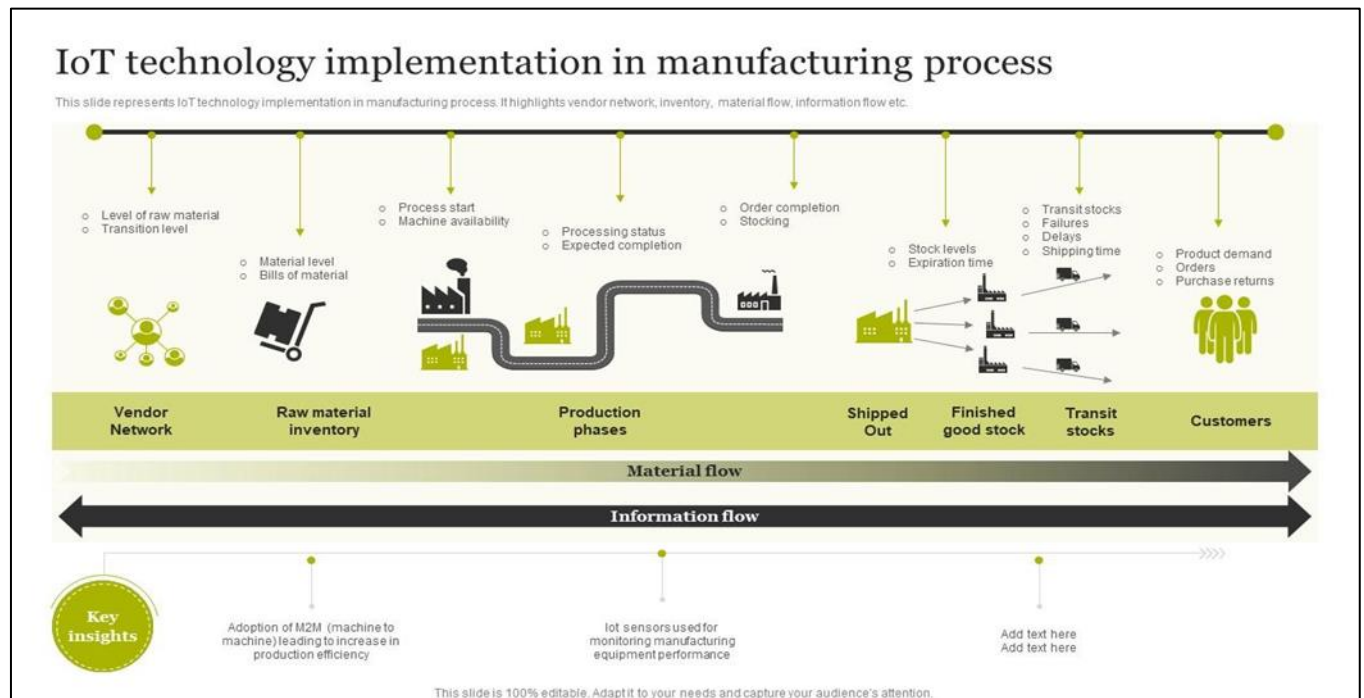 IoT technology implementation in manufacturing process
This slide represents IoT technology implementation in manufacturing process. It highlights vendor network, inventory, material flow, information flow etc.
Level of raw material
Transition level
Material level
Bills of material
Process start
Machine availability
Processing status
Expected completion
Order completion
Stocking
Stock levels
Expiration time
Transit stocks
Failures
Delays
Shipping time
Product demand
Orders
Purchase returns
Vendor
Network
Raw material
inventory
Production
phases
Shipped
Out
Finished
good stock
Transit
stocks
Customers
Material flow
Information flow
Key
insights
Adoption of M2M (machine to
machine) leading to increase in
production efficiency
Iot sensors used for
monitoring manufacturing
equipment performance
Add text here
Add text here
This slide is 100% editable. Adapt it to your needs and capture your audience's attention.